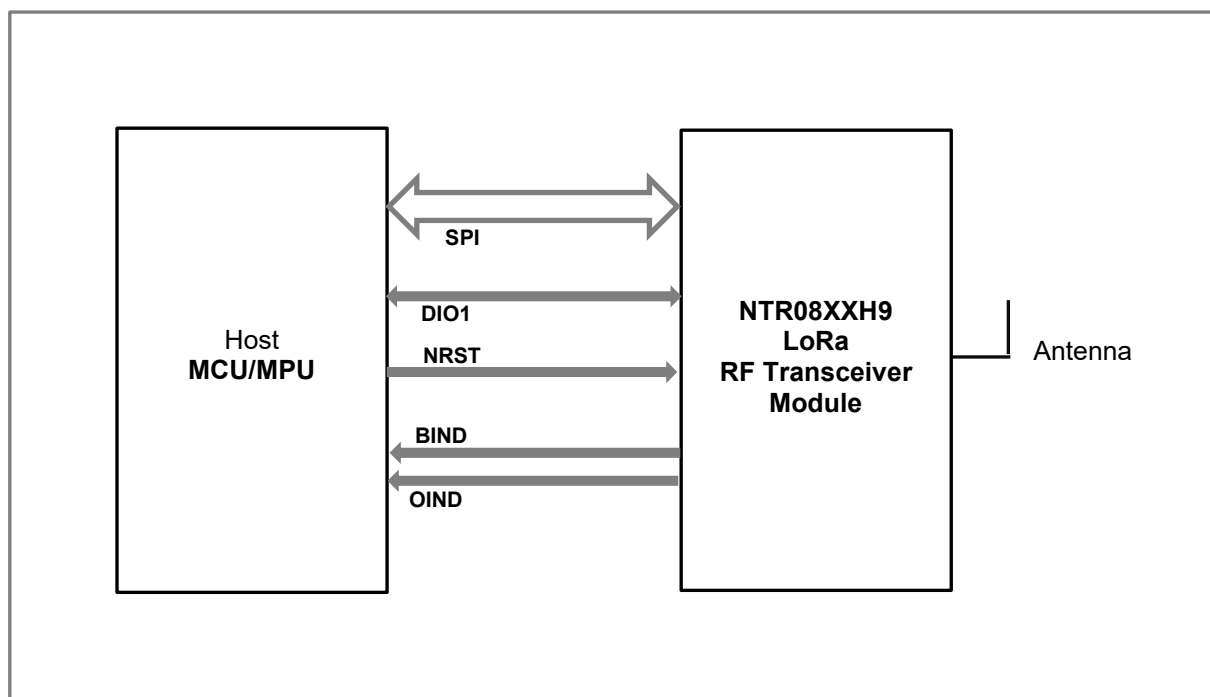 Host
MCU/MPU
SPI
DIO1
NRST
BIND
OIND
NTR08XXH9
LoRa
RF Transceiver
Module
Antenna